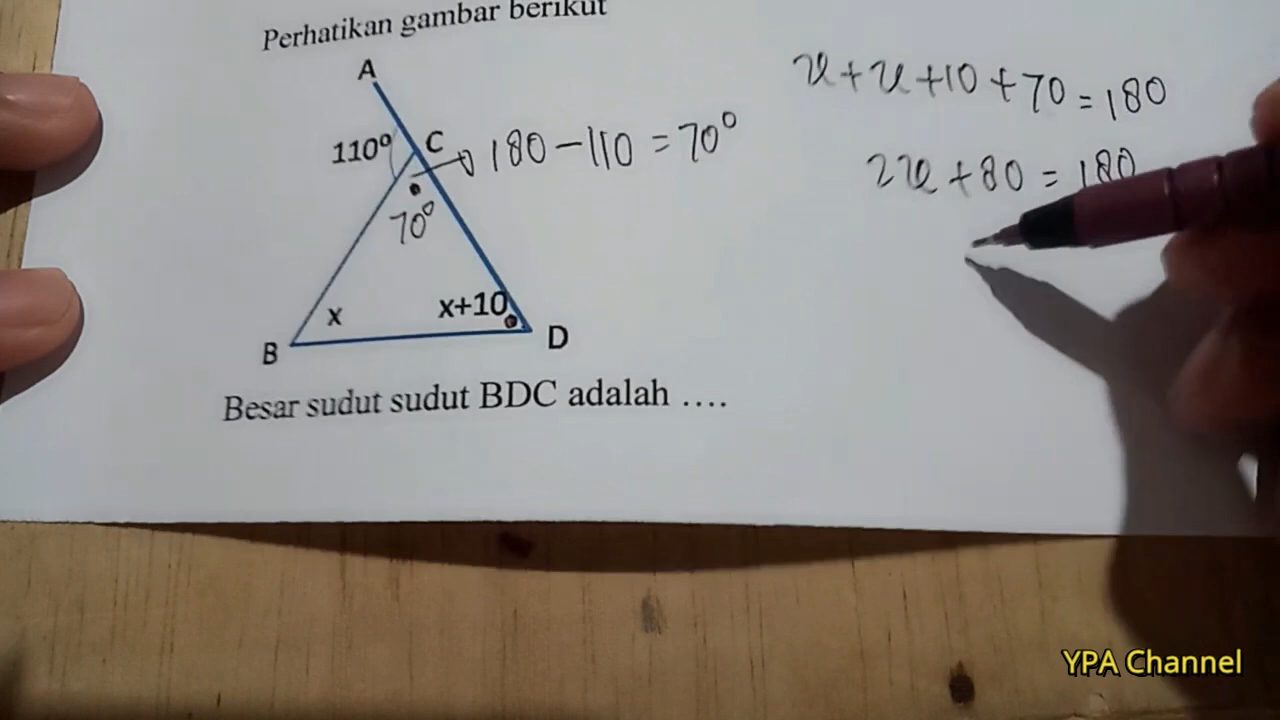 Perhatikan gambar berikut
A
110° C 180 - 110 = 70°
70°
x x+10
B D
Besar sudut sudut BDC adalah ....
x + x + 10 + 70 = 180
2x + 80 = 180
YPA Channel